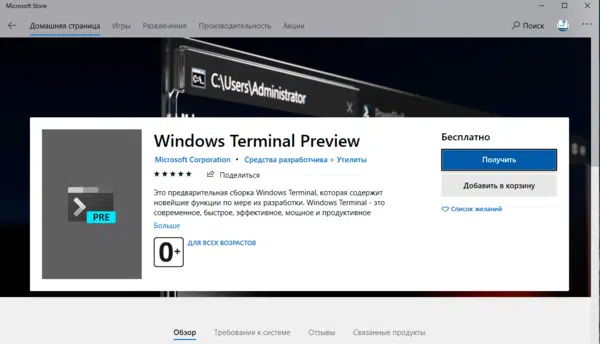 Microsoft Store
Домашняя страница Игры Развлечения Производительность Акции Поиск
C:\Users\Administrator
Windows Terminal Preview
Microsoft Corporation • Средства разработчика > Утилиты
Поделиться
Это предварительная сборка Windows Terminal, которая содержит
новейшие функции по мере их разработки. Windows Terminal - это
современное, быстрое, эффективное, мощное и продуктивное
Больше
0+
ДЛЯ ВСЕХ ВОЗРАСТОВ
PRE
Бесплатно
Получить
Добавить в корзину
Список желаний
Обзор Требования к системе Отзывы Связанные продукты